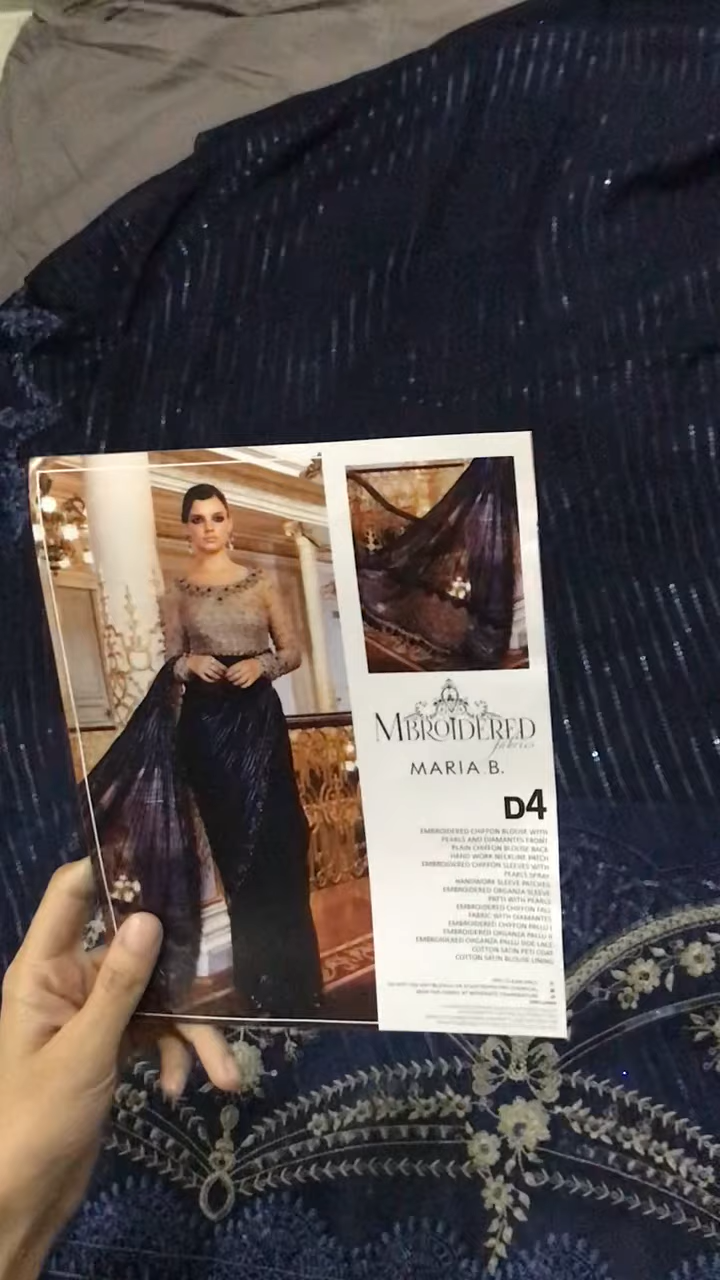 MBROIDERED
fabrics
MARIA.B.
D4
EMBROIDERED CHIFFON BLOUSE WITH
PEARLS AND DIAMANTES FRONT
PLAIN CHIFFON BLOUSE BACK
HAND WORK NECKLINE PATCH
EMBROIDERED CHIFFON SLEEVES WITH
PEARLS SPRAY
HANDWORK SLEEVE PATCHES
EMBROIDERED ORGANZA SLEEVE
PATTI WITH PEARLS
EMBROIDERED CHIFFON FALL
FABRIC WITH DIAMANTES
EMBROIDERED CHIFFON PALLU I
EMBROIDERED ORGANZA PALLU II
EMBROIDERED ORGANZA PALLU SIDE LACE
COTTON SATIN PETI COAT
COTTON SATIN BLOUSE LINING